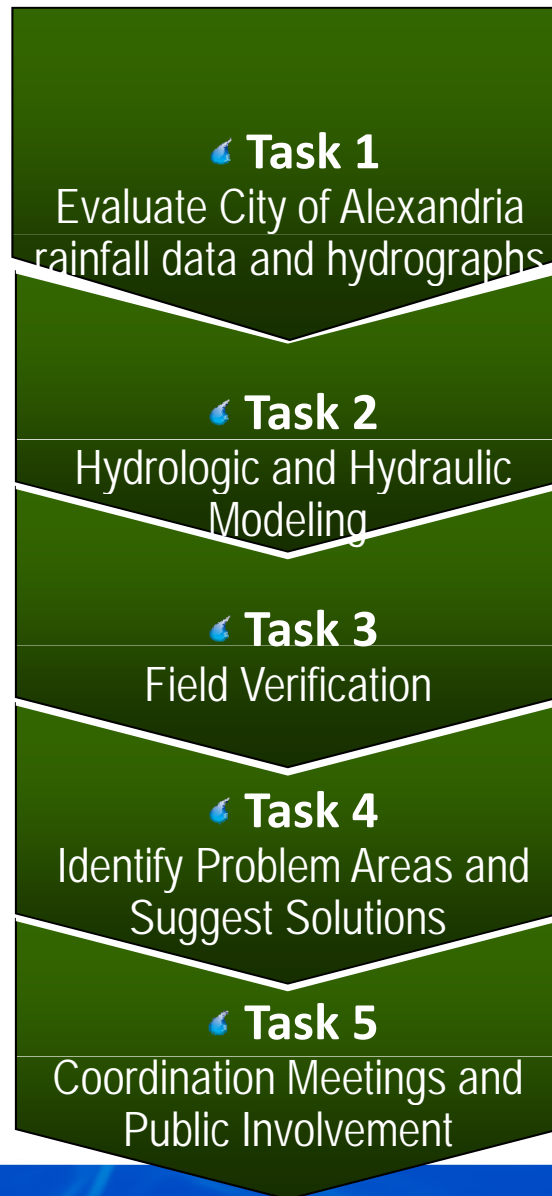 Task 1
Evaluate City of Alexandria
rainfall data and hydrographs
Task 2
Hydrologic and Hydraulic
Modeling
Task 3
Field Verification
Task 4
Identify Problem Areas and
Suggest Solutions
Task 5
Coordination Meetings and
Public Involvement